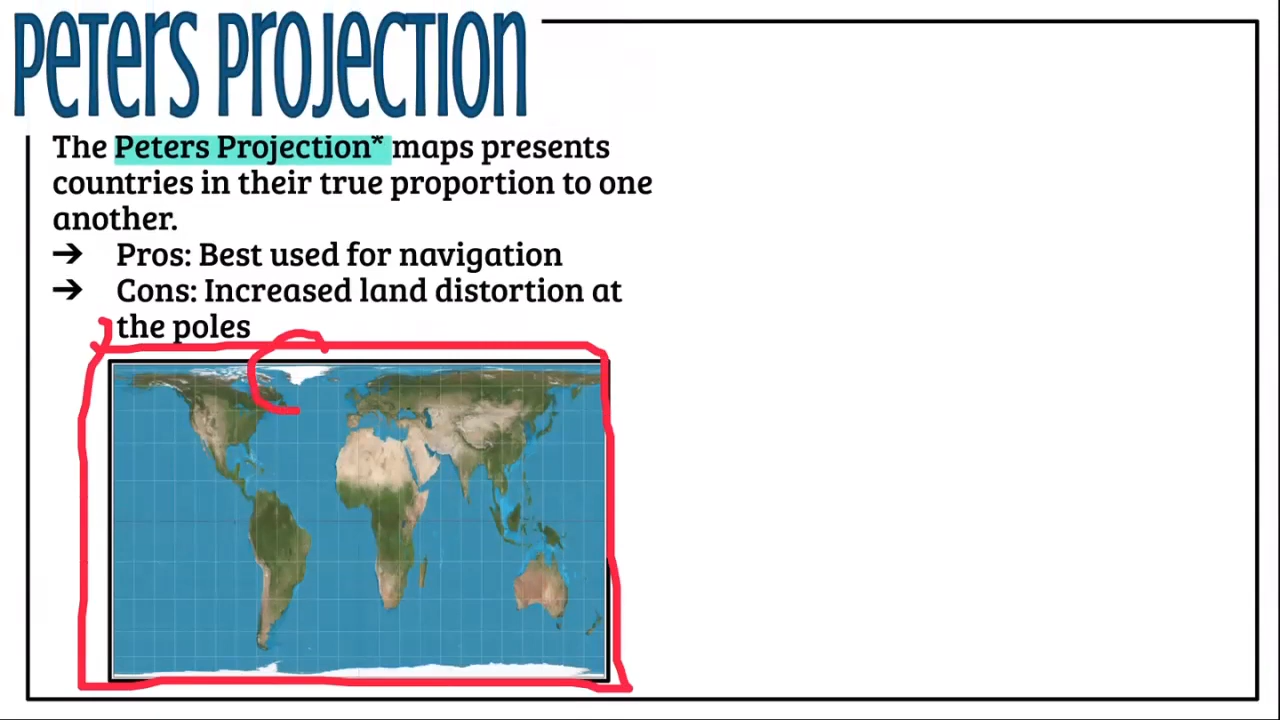 Peters Projection
The Peters Projection* maps presents
countries in their true proportion to one
another.
➔ Pros: Best used for navigation
➔ Cons: Increased land distortion at
the poles